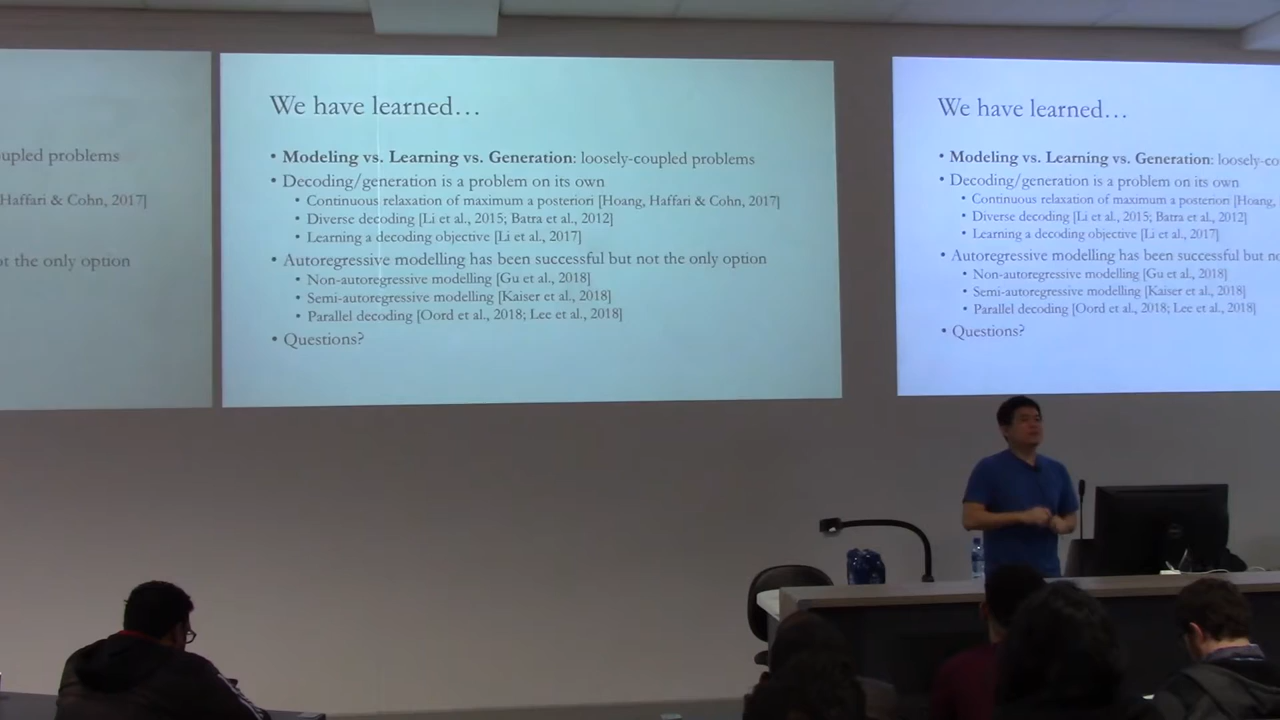 upled problems
Haffari & Cohn, 2017]
ot the only option
We have learned…
• Modeling vs. Learning vs. Generation: loosely-coupled problems
• Decoding/generation is a problem on its own
• Continuous relaxation of maximum a posteriori [Hoang, Haffari & Cohn, 2017]
• Diverse decoding [Li et al., 2015; Batra et al., 2012]
• Learning a decoding objective [Li et al., 2017]
• Autoregressive modelling has been successful but not the only option
• Non-autoregressive modelling [Gu et al., 2018]
• Semi-autoregressive modelling [Kaiser et al., 2018]
• Parallel decoding [Oord et al., 2018; Lee et al., 2018]
• Questions?
We have learned…
• Modeling vs. Learning vs. Generation: loosely-co
• Decoding/generation is a problem on its own
• Continuous relaxation of maximum a posteriori [Hoang,
• Diverse decoding [Li et al., 2015; Batra et al., 2012]
• Learning a decoding objective [Li et al., 2017]
• Autoregressive modelling has been successful but no
• Non-autoregressive modelling [Gu et al., 2018]
• Semi-autoregressive modelling [Kaiser et al., 2018]
• Parallel decoding [Oord et al., 2018; Lee et al., 2018]
• Questions?